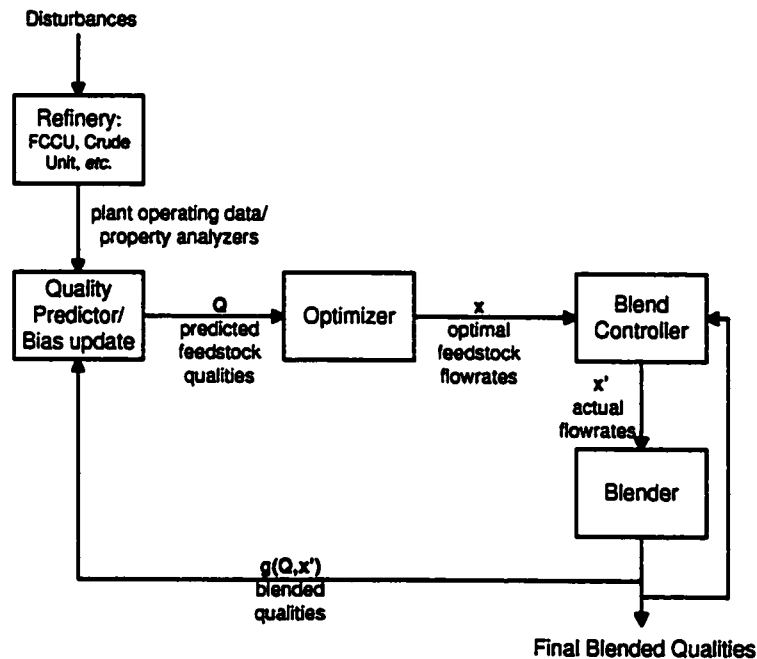 Disturbances
Refinery:
FCCU, Crude
Unit, etc.
plant operating data/
property analyzers
Quality
Predictor/
Bias update
Q
predicted
feedstock
qualities
Optimizer
x
optimal
feedstock
flowrates
Blend
Controller
x'
actual
flowrates
Blender
g(Q,x')
blended
qualities
Final Blended Qualities